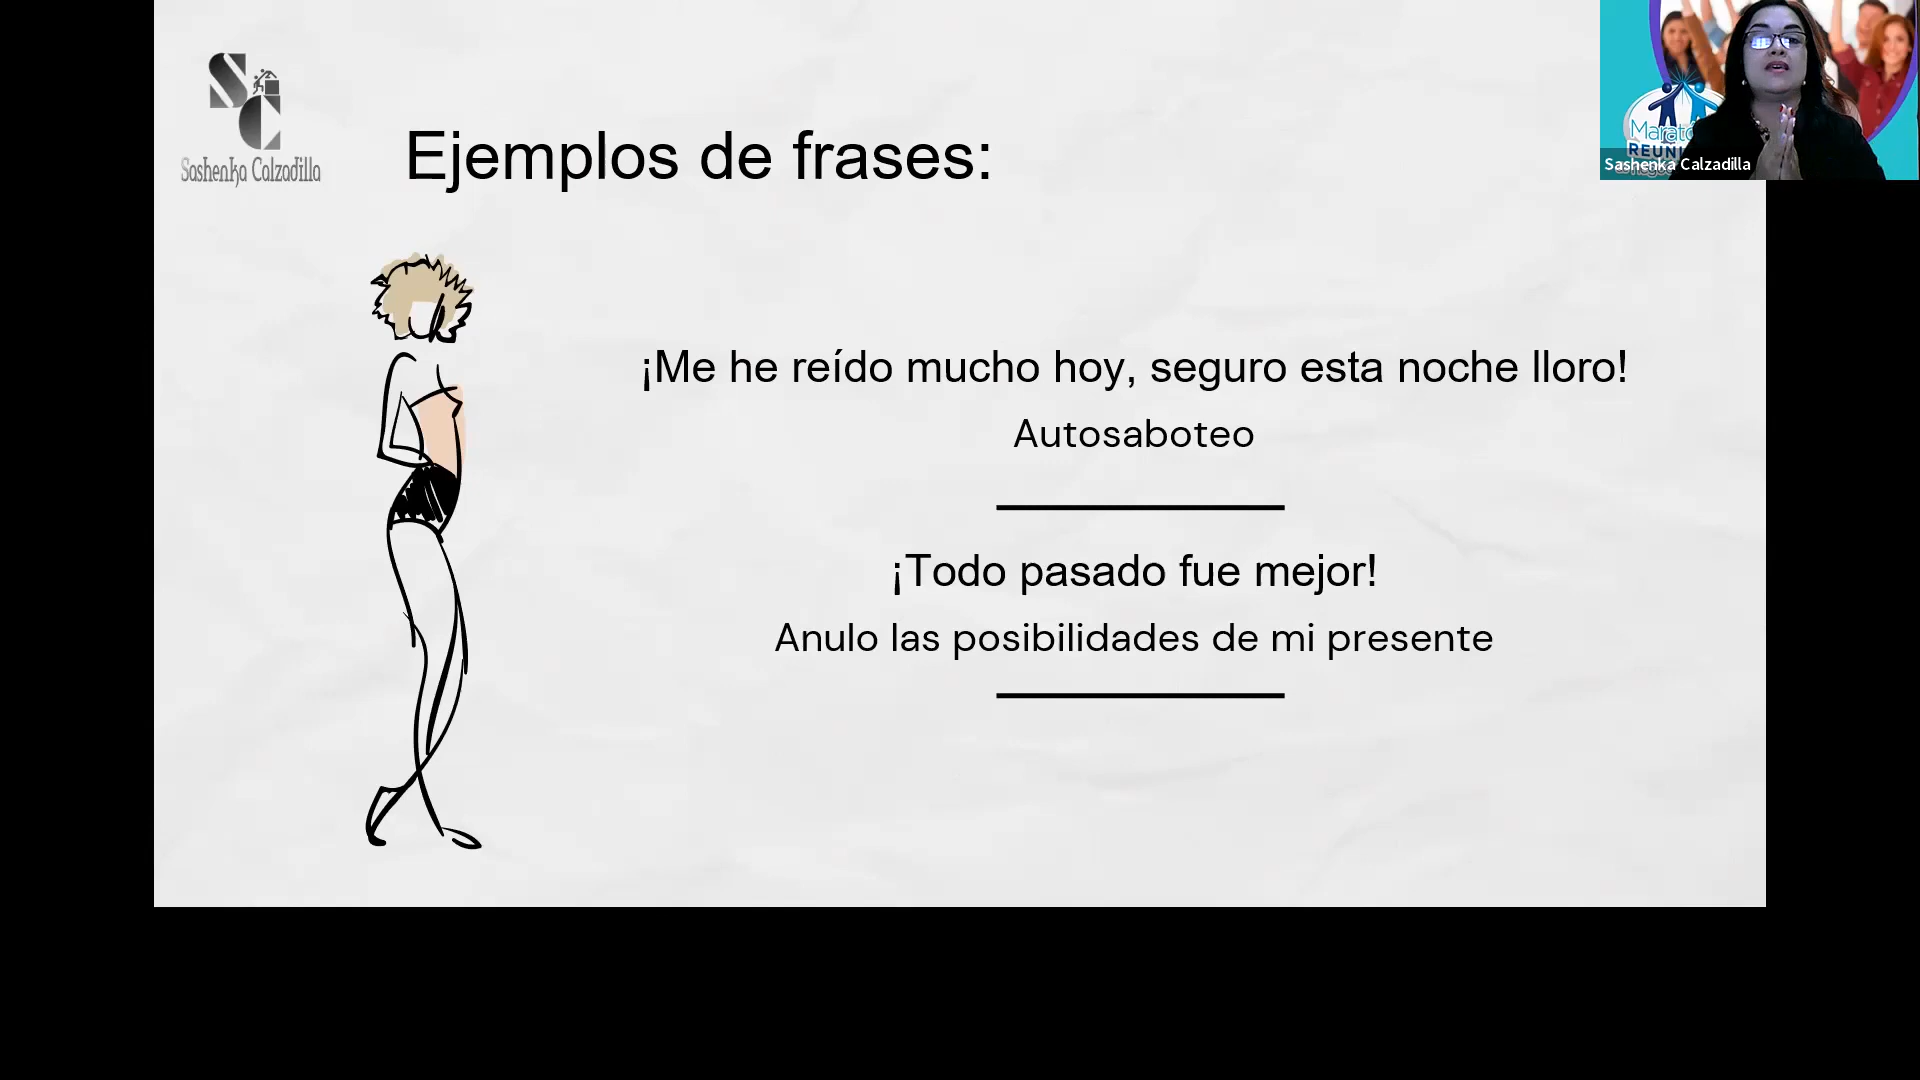 SC
Sashenka Calzadilla
Ejemplos de frases:
¡Me he reído mucho hoy, seguro esta noche lloro!
Autosaboteo
¡Todo pasado fue mejor!
Anulo las posibilidades de mi presente
Sashenka Calzadilla